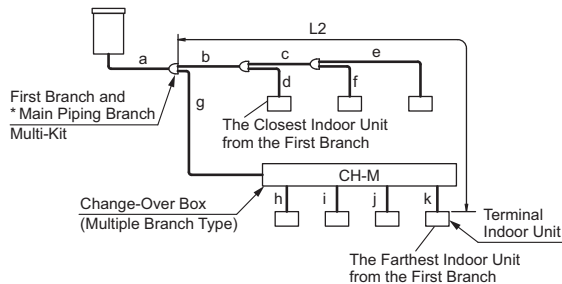 L2
a
b
c
e
d
f
First Branch and
* Main Piping Branch
Multi-Kit
g
The Closest Indoor Unit
from the First Branch
CH-M
Change-Over Box
(Multiple Branch Type)
h
i
j
k
Terminal
Indoor Unit
The Farthest Indoor Unit
from the First Branch